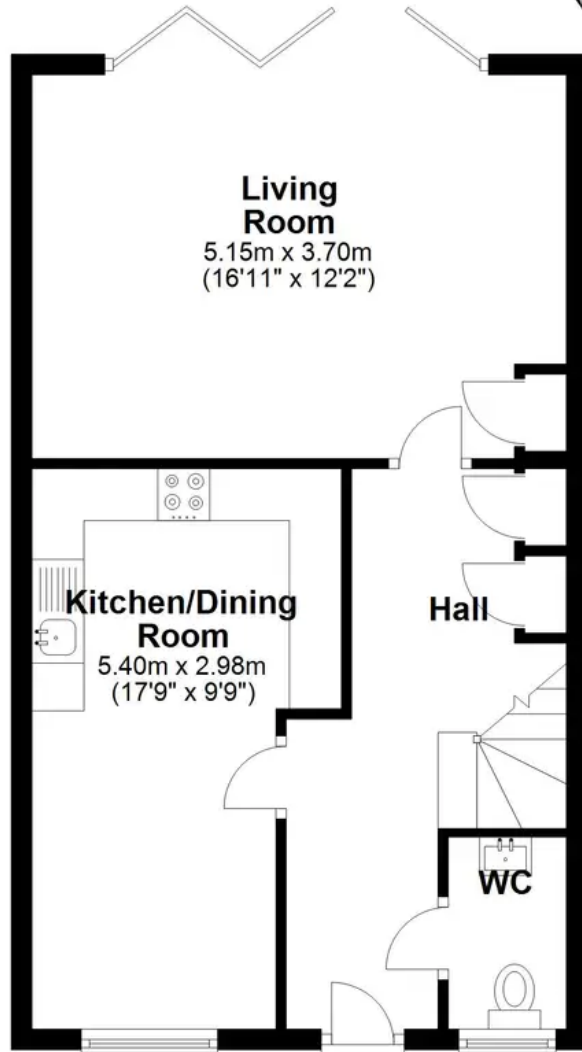 Living
Room
5.15m x 3.70m
(16'11" x 12'2")
Kitchen/Dining
Room
5.40m x 2.98m
(17'9" x 9'9")
Hall
WC